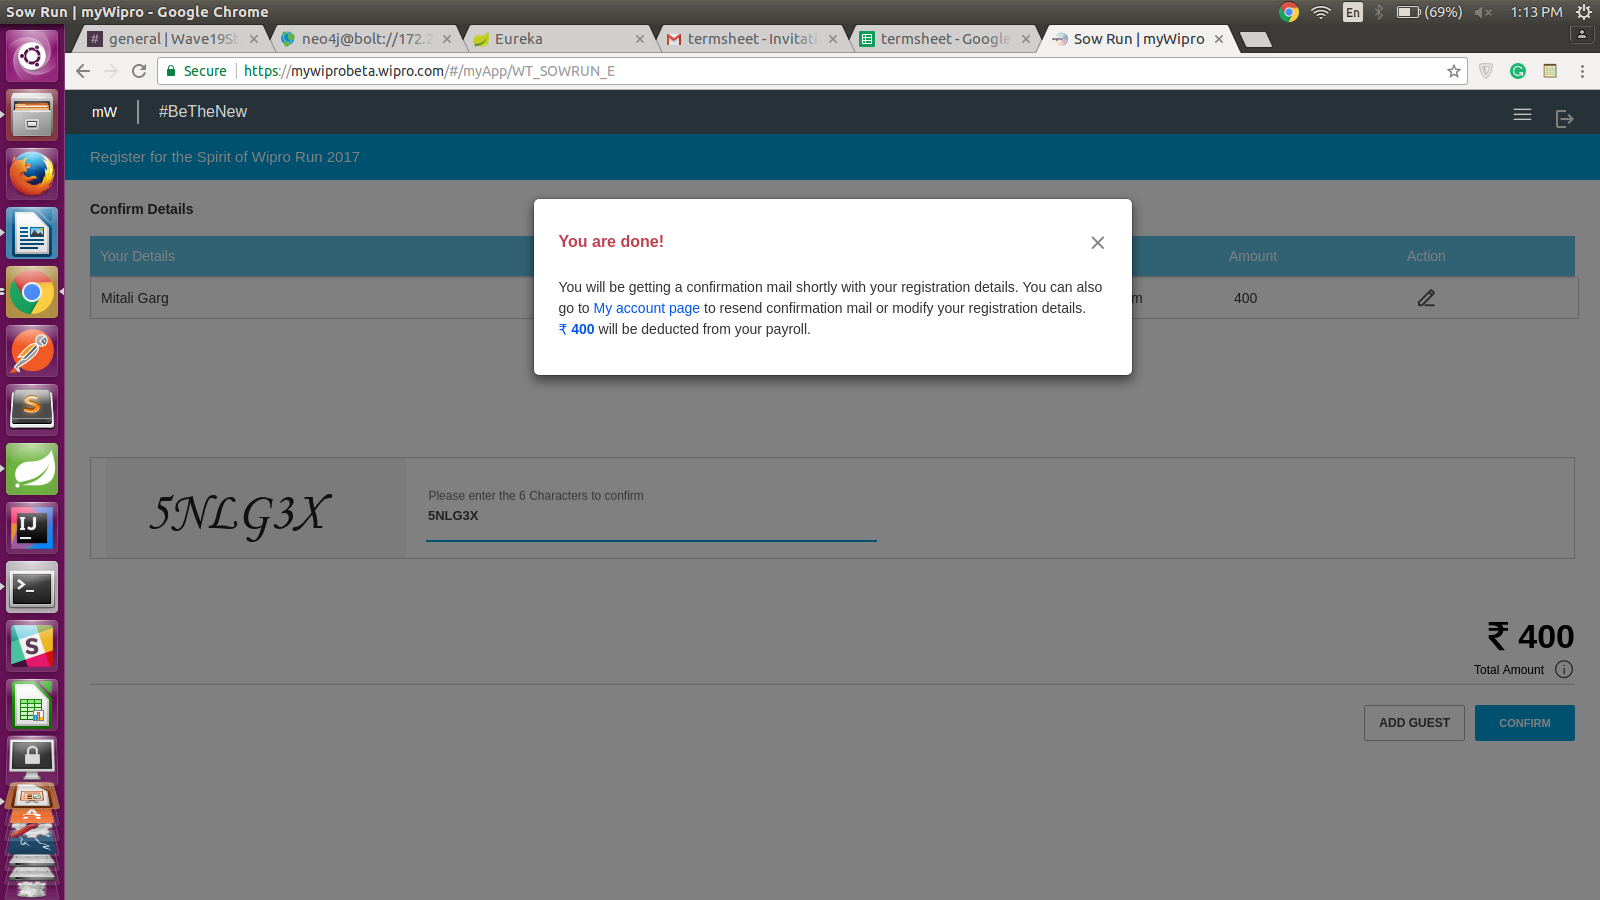 Sow Run | myWipro - Google Chrome
En
(69%)
1:13 PM
general | Wave19St
neo4j@bolt://172.2
Eureka
termsheet - Invitati
termsheet - Google
Sow Run | myWipro
Secure
https://mywiprobeta.wipro.com/#/myApp/WT_SOWRUN_E
mW
#BeTheNew
Register for the Spirit of Wipro Run 2017
Confirm Details
Your Details
Amount
Action
Mitali Garg
m
400
You are done!
You will be getting a confirmation mail shortly with your registration details. You can also
go to My account page to resend confirmation mail or modify your registration details.
₹ 400 will be deducted from your payroll.
5NLG3X
Please enter the 6 Characters to confirm
5NLG3X
₹ 400
Total Amount
ADD GUEST
CONFIRM